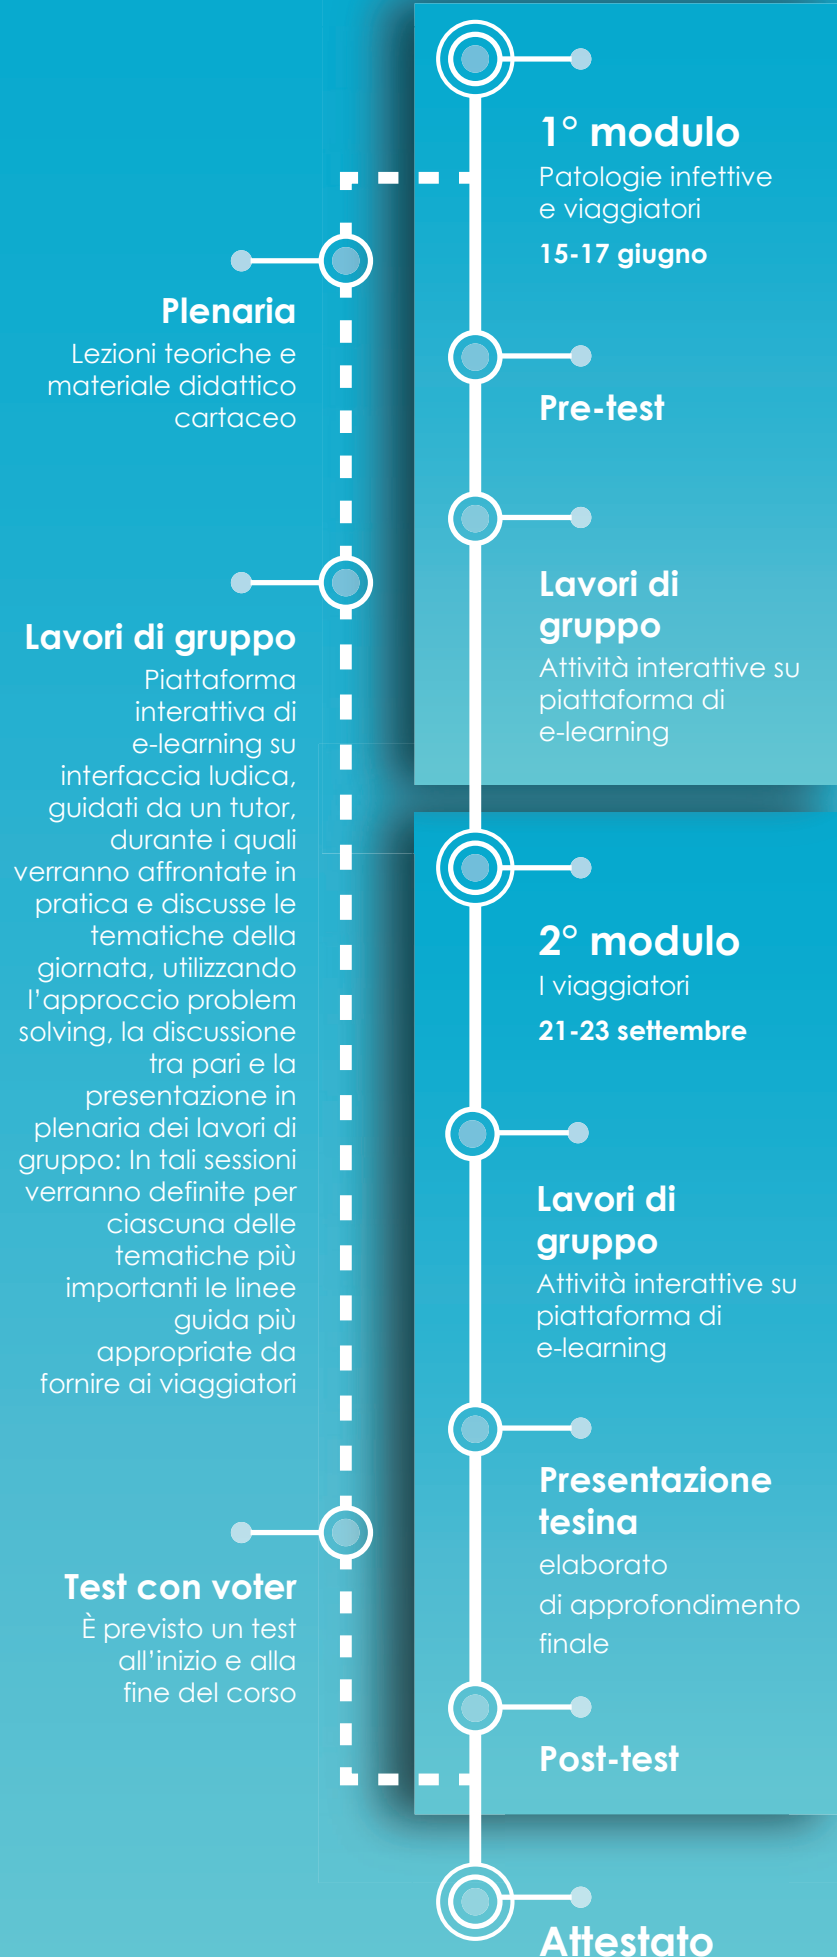 1° modulo
Patologie infettive
e viaggiatori
15-17 giugno
Plenaria
Lezioni teoriche e
materiale didattico
cartaceo
Pre-test
Lavori di
gruppo
Attività interattive su
piattaforma di
e-learning
Lavori di gruppo
Piattaforma
interattiva di
e-learning su
interfaccia ludica,
guidati da un tutor,
durante i quali
verranno affrontate in
pratica e discusse le
tematiche della
giornata, utilizzando
l'approccio problem
solving, la discussione
tra pari e la
presentazione in
plenaria dei lavori di
gruppo: In tali sessioni
verranno definite per
ciascuna delle
tematiche più
importanti le linee
guida più
appropriate da
fornire ai viaggiatori
2° modulo
I viaggiatori
21-23 settembre
Lavori di
gruppo
Attività interattive su
piattaforma di
e-learning
Presentazione
tesina
elaborato
di approfondimento
finale
Test con voter
È previsto un test
all'inizio e alla
fine del corso
Post-test
Attestato